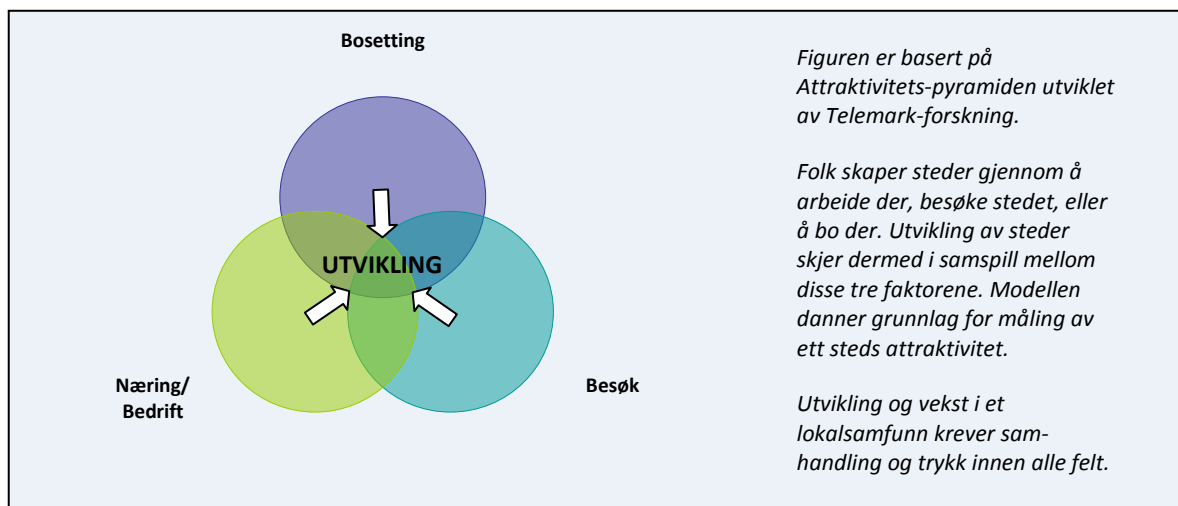 Bosetting
UTVIKLING
Næring/
Bedrift
Besøk
Figuren er basert på
Attraktivitets-pyramiden utviklet
av Telemark-forskning.
Folk skaper steder gjennom å
arbeide der, besøke stedet, eller
å bo der. Utvikling av steder
skjer dermed i samspill mellom
disse tre faktorene. Modellen
danner grunnlag for måling av
ett steds attraktivitet.
Utvikling og vekst i et
lokalsamfunn krever sam-
handling og trykk innen alle felt.